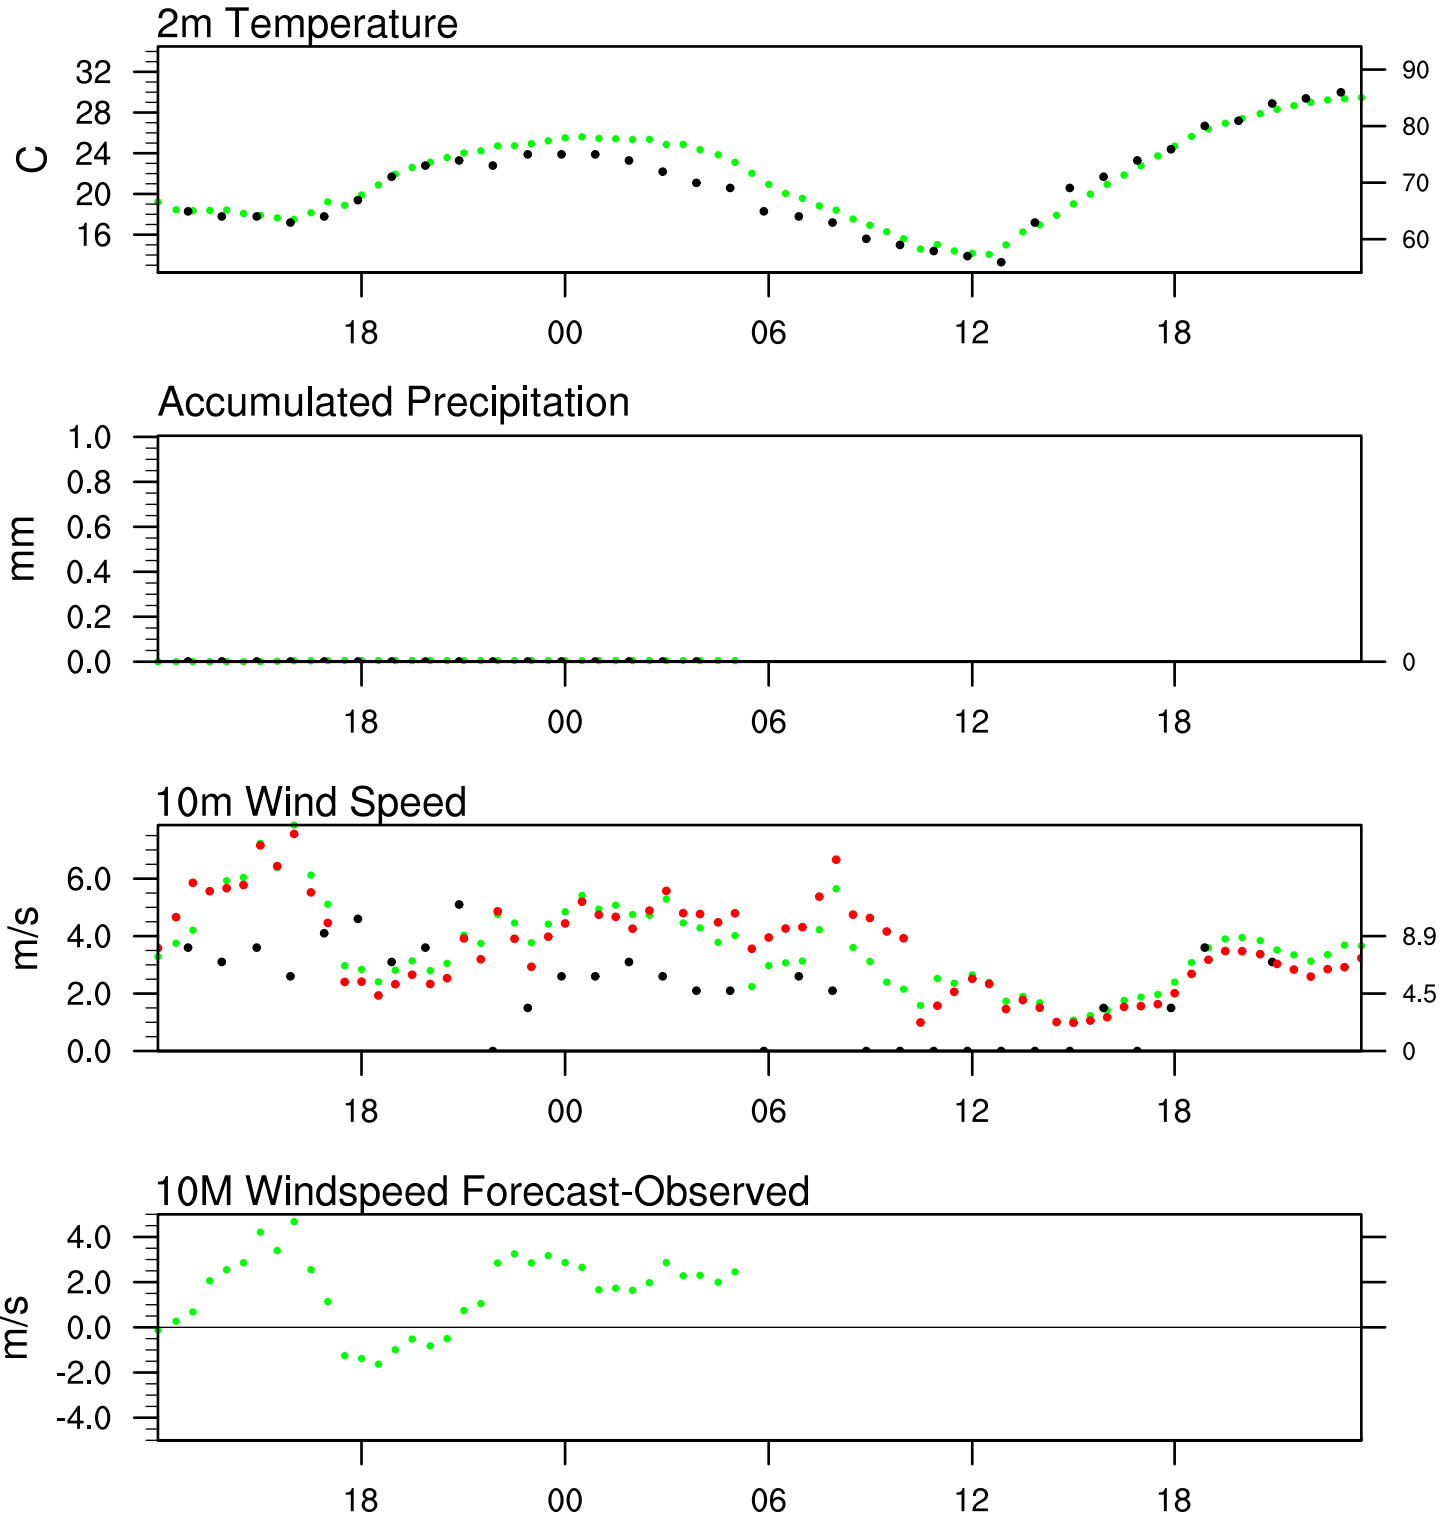 2m Temperature
32 90
28
24 80
C
20 70
16 60
18 00 06 12 18
Accumulated Precipitation
1.0
0.8
0.6
mm
0.4
0.2
0.0 0
18 00 06 12 18
10m Wind Speed
6.0
m/s
4.0 8.9
2.0 4.5
0.0 0
18 00 06 12 18
10M Windspeed Forecast-Observed
4.0
2.0
m/s
0.0
-2.0
-4.0
18 00 06 12 18